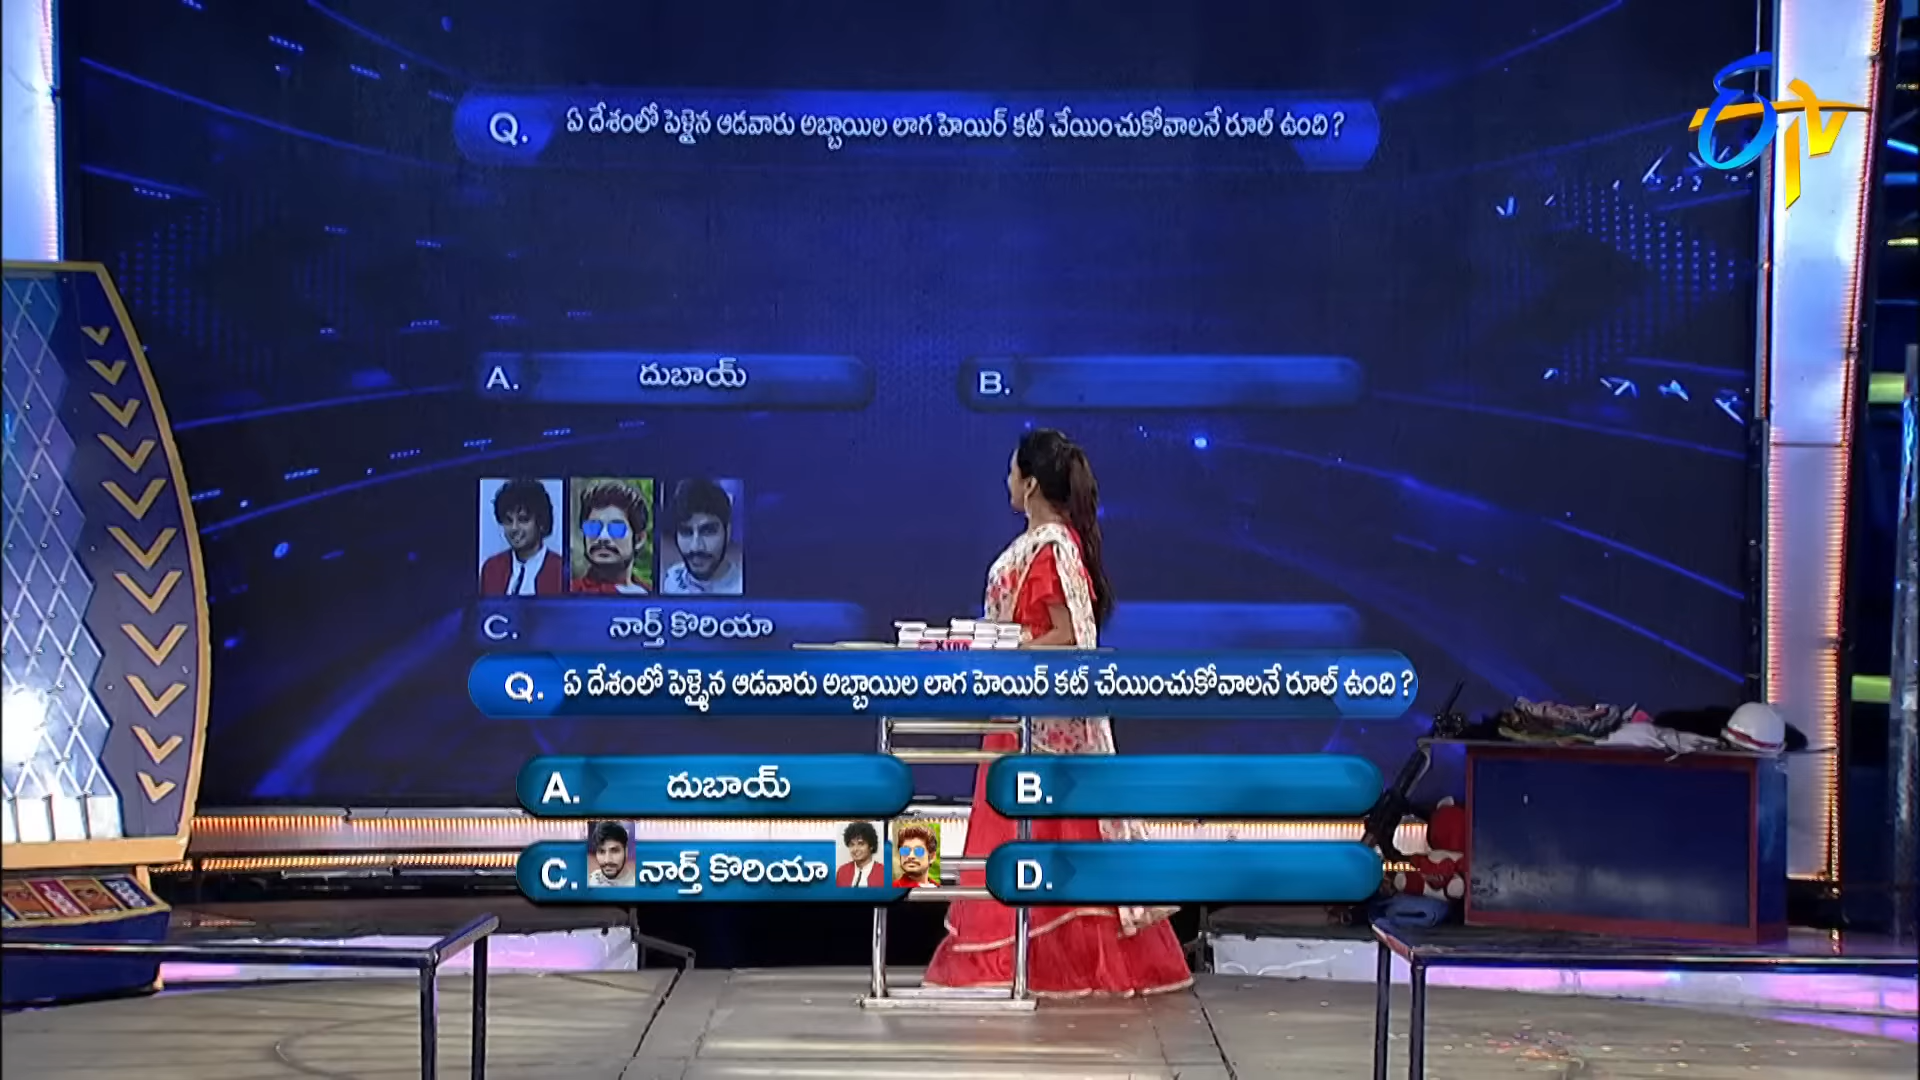 Q. ఏ దేశంలో పెళ్లైన ఆడవారు అబ్బాయిల లాగ హెయిర్ కట్ చేయించుకోవాలనే రూల్ ఉంది ?
ETV
A. దుబాయ్
B.
C. నార్త్ కొరియా
Q. ఏ దేశంలో పెళ్లైన ఆడవారు అబ్బాయిల లాగ హెయిర్ కట్ చేయించుకోవాలనే రూల్ ఉంది ?
A. దుబాయ్
B.
C. నార్త్ కొరియా
D.